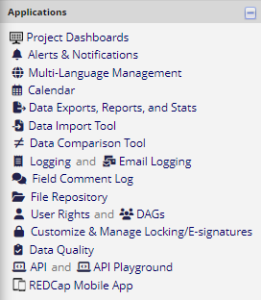 Applications
Project Dashboards
Alerts & Notifications
Multi-Language Management
Calendar
Data Exports, Reports, and Stats
Data Import Tool
Data Comparison Tool
Logging and Email Logging
Field Comment Log
File Repository
User Rights and DAGs
Customize & Manage Locking/E-signatures
Data Quality
API and API Playground
REDCap Mobile App